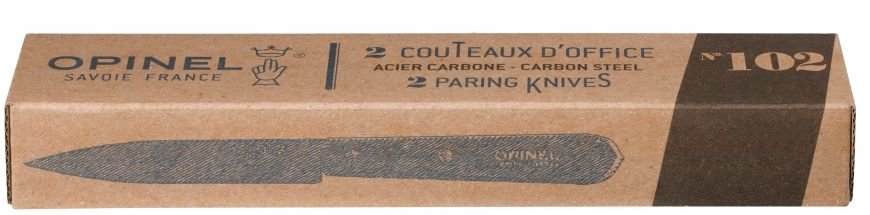 OPINEL ®
SAVOIE FRANCE
2 COUTEAUX D'OFFICE
ACIER CARBONE - CARBON STEEL
2 PARING KNIVES
N° 102
OPINEL